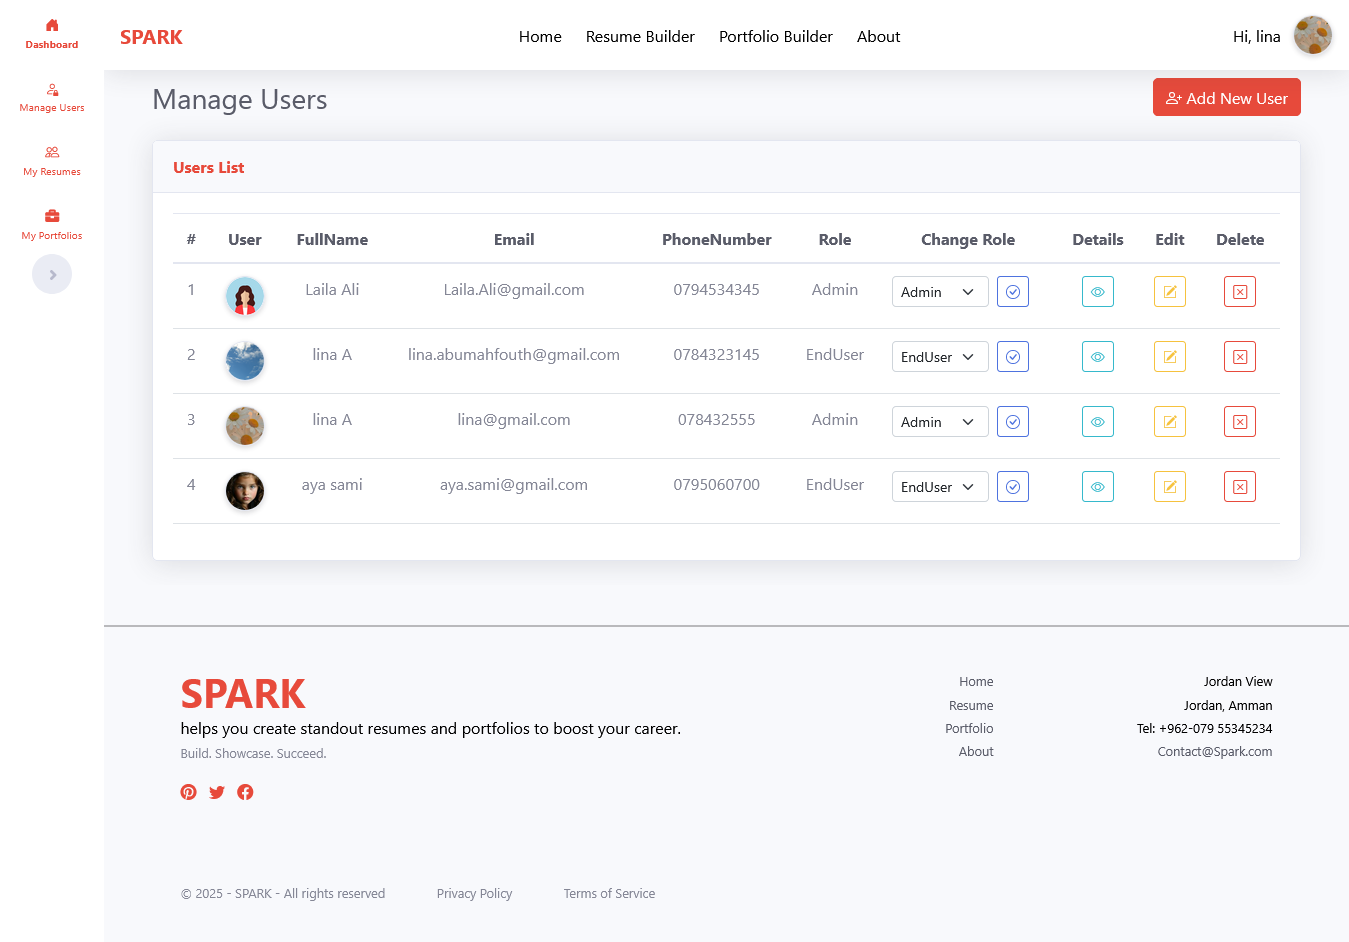 Dashboard
Manage Users
My Resumes
My Portfolios
SPARK
Home Resume Builder Portfolio Builder About
Hi, lina
Manage Users
Add New User
Users List
# User FullName Email PhoneNumber Role Change Role Details Edit Delete
1 Laila Ali Laila.Ali@gmail.com 0794534345 Admin Admin
2 lina A lina.abumahfouth@gmail.com 0784323145 EndUser EndUser
3 lina A lina@gmail.com 078432555 Admin Admin
4 aya sami aya.sami@gmail.com 0795060700 EndUser EndUser
SPARK
helps you create standout resumes and portfolios to boost your career.
Build. Showcase. Succeed.
Home
Resume
Portfolio
About
Jordan View
Jordan, Amman
Tel: +962-079 55345234
Contact@Spark.com
© 2025 - SPARK - All rights reserved Privacy Policy Terms of Service